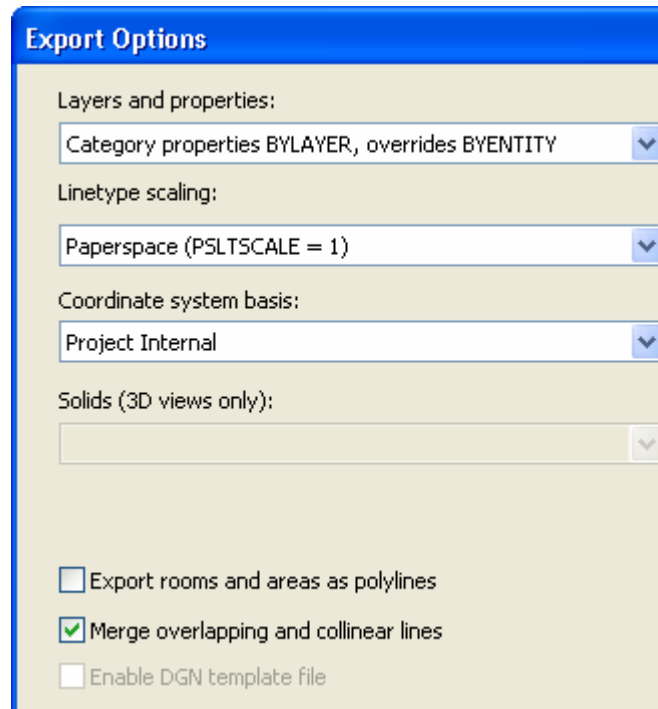 Export Options
Layers and properties:
Category properties BYLAYER, overrides BYENTITY
Linetype scaling:
Paperspace (PSLTSCALE = 1)
Coordinate system basis:
Project Internal
Solids (3D views only):
Export rooms and areas as polylines
Merge overlapping and collinear lines
Enable DGN template file